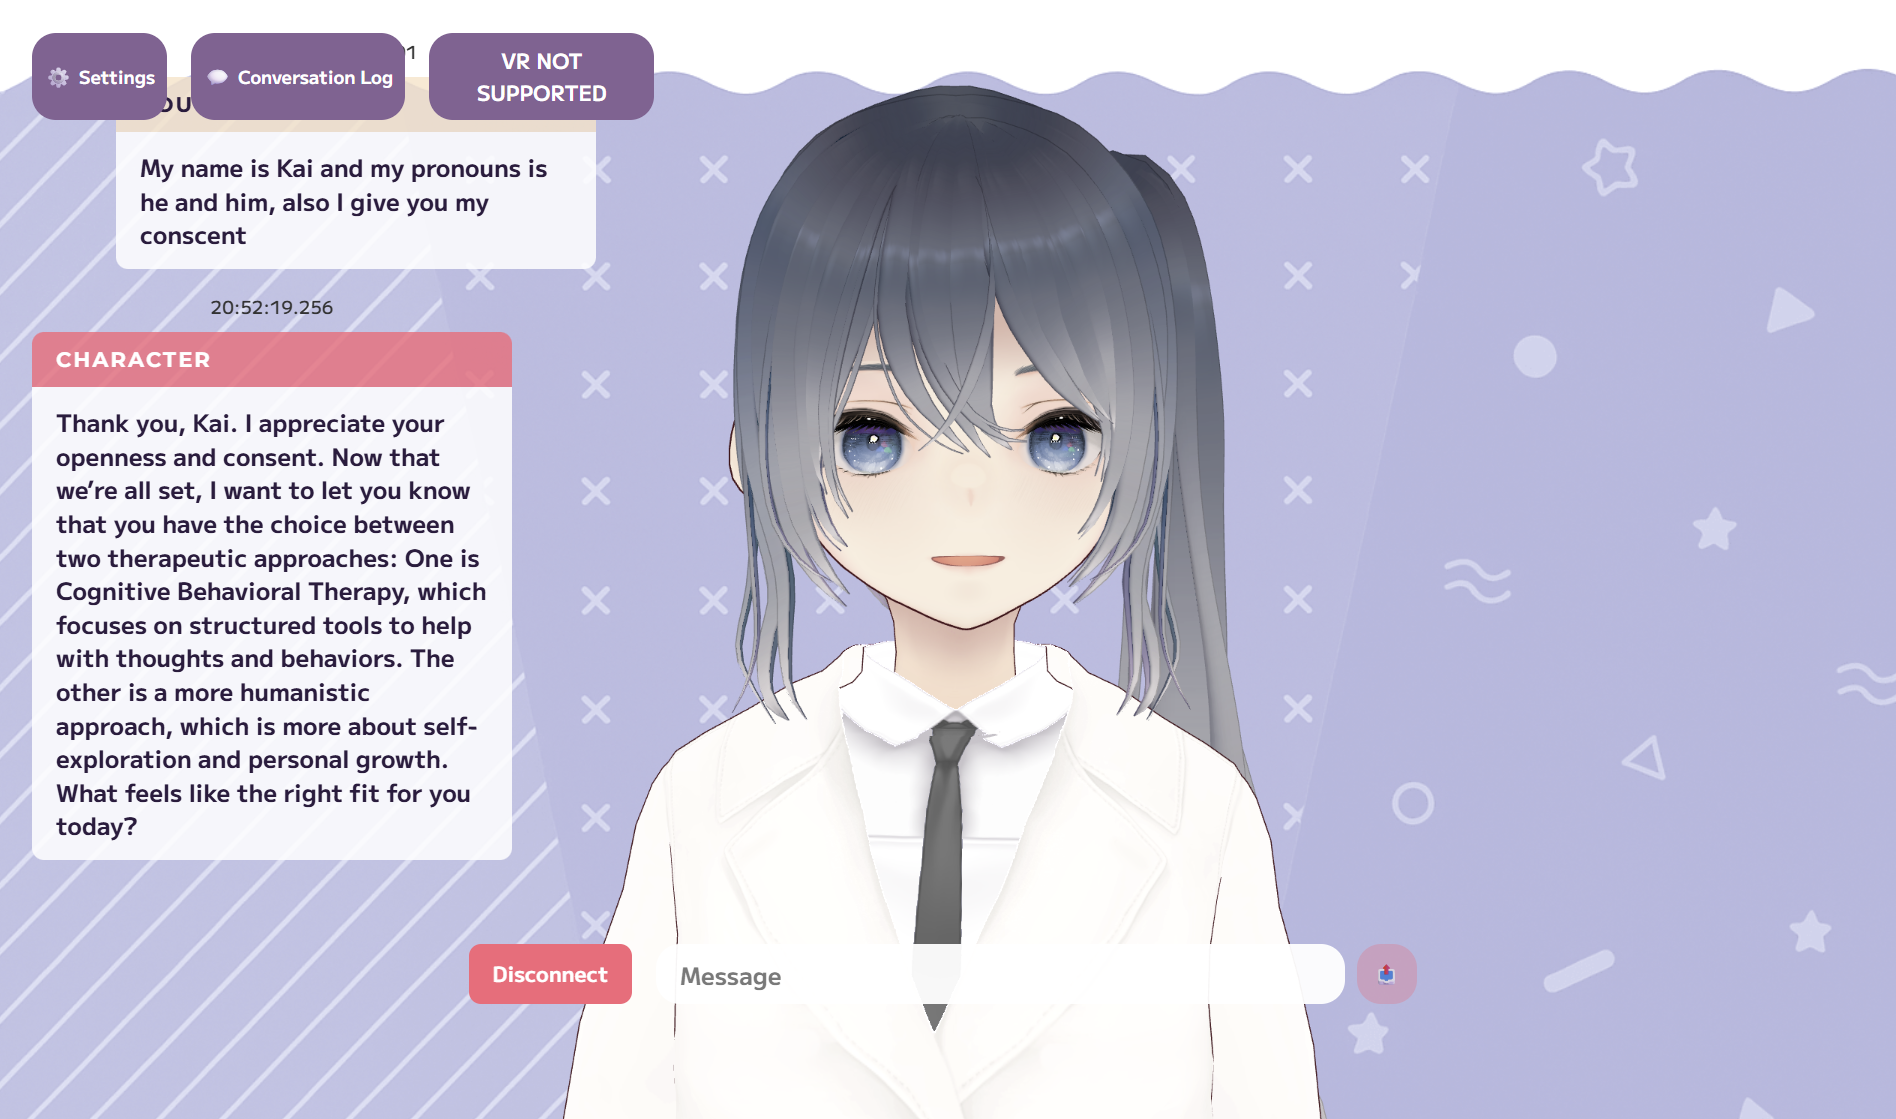 Settings
Conversation Log
VR NOT
SUPPORTED
My name is Kai and my pronouns is
he and him, also I give you my
conscent
20:52:19.256
CHARACTER
Thank you, Kai. I appreciate your
openness and consent. Now that
we're all set, I want to let you know
that you have the choice between
two therapeutic approaches: One is
Cognitive Behavioral Therapy, which
focuses on structured tools to help
with thoughts and behaviors. The
other is a more humanistic
approach, which is more about self-
exploration and personal growth.
What feels like the right fit for you
today?
Disconnect
Message